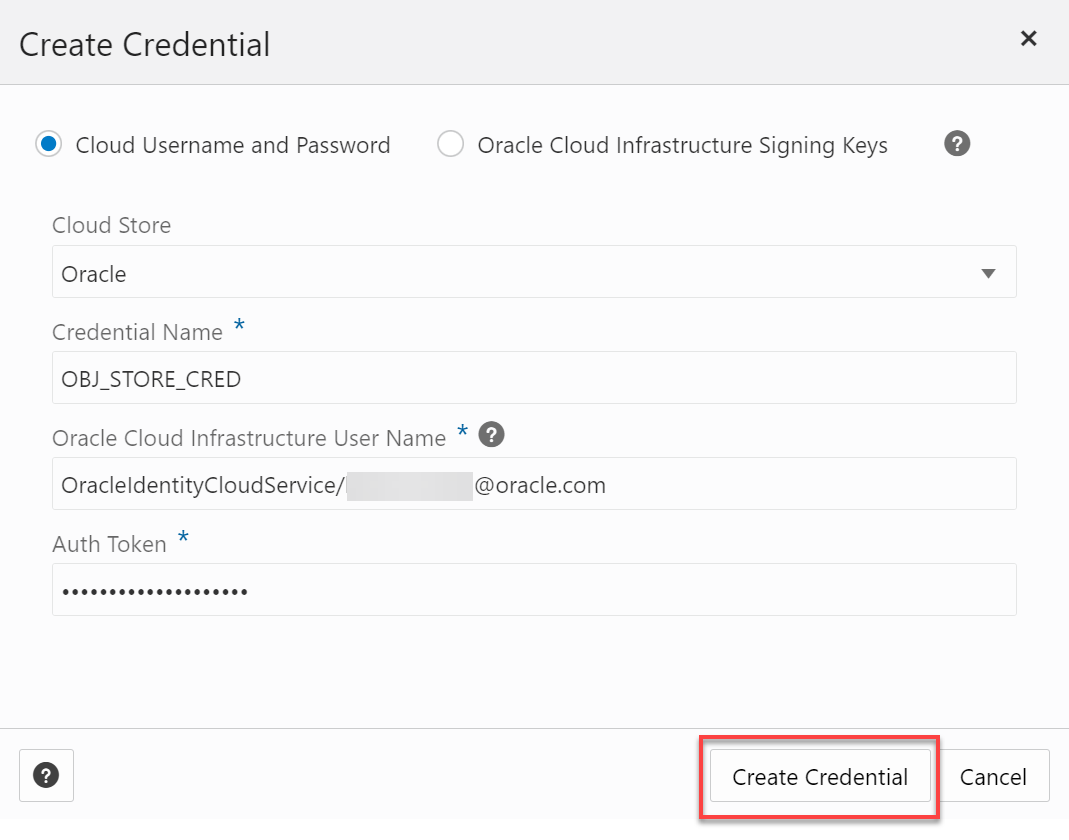 Create Credential ×
Cloud Username and Password Oracle Cloud Infrastructure Signing Keys ?
Cloud Store
Oracle
Credential Name *
OBJ_STORE_CRED
Oracle Cloud Infrastructure User Name * ?
OracleIdentityCloudService/ @oracle.com
Auth Token *
••••••••••••••••••••
? Create Credential Cancel